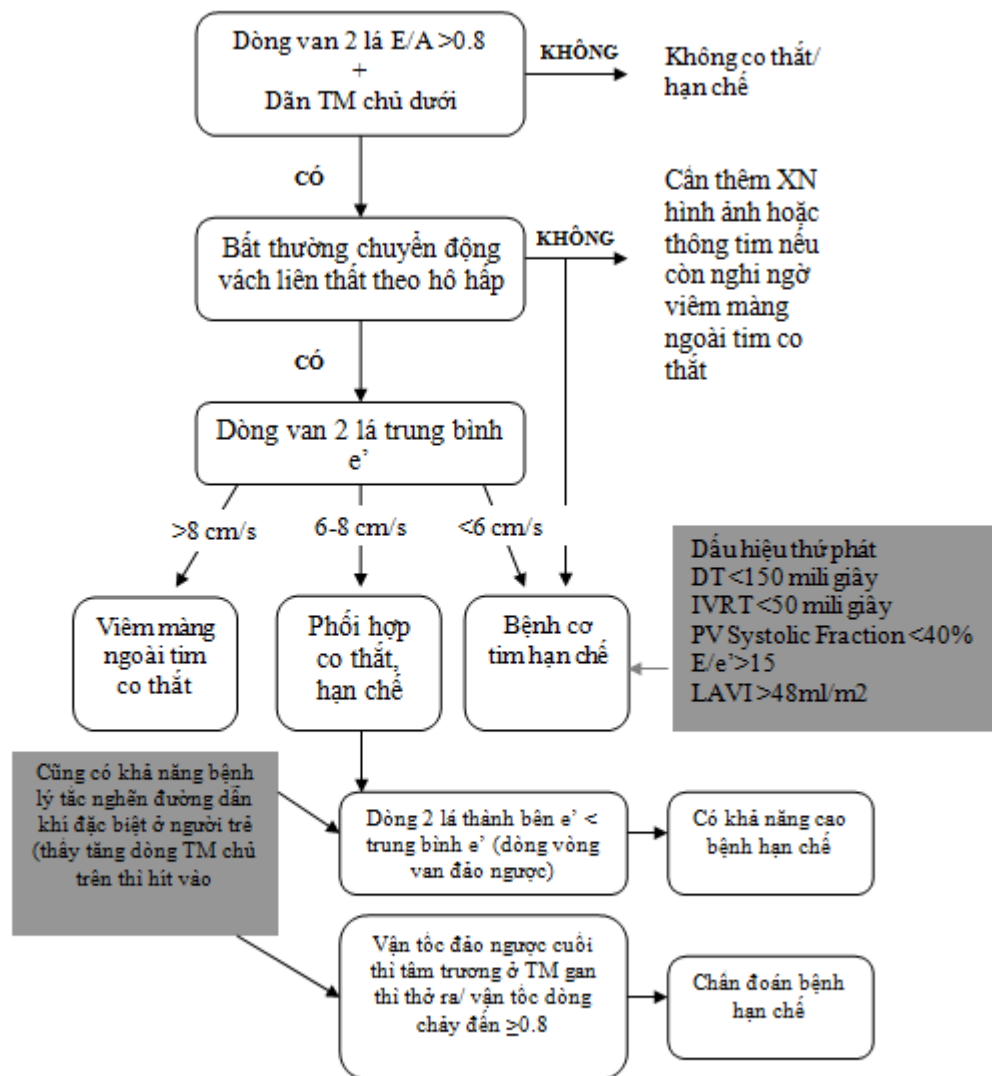 Dòng van 2 lá E/A >0.8
+
Dãn TM chủ dưới
KHÔNG
Không co thắt/
hạn chế
CÓ
Bất thường chuyển động
vách liên thất theo hô hấp
KHÔNG
Cần thêm XN
hình ảnh hoặc
thông tim nếu
còn nghi ngờ
viêm màng
ngoài tim co
thắt
CÓ
Dòng van 2 lá trung bình
e’
>8 cm/s
6-8 cm/s
<6 cm/s
Viêm màng
ngoài tim
co thắt
Phối hợp
co thắt,
hạn chế
Bệnh cơ
tim hạn chế
Dấu hiệu thứ phát
DT <150 mili giây
IVRT <50 mili giây
PV Systolic Fraction <40%
E/e’>15
LAVI >48ml/m2
Cũng có khả năng bệnh
lý tắc nghẽn đường dẫn
khí đặc biệt ở người trẻ
(thấy tăng dòng TM chủ
trên thì hít vào
Dòng 2 lá thành bên e’ <
trung bình e’ (dòng vòng
van đảo ngược)
Có khả năng cao
bệnh hạn chế
Vận tốc đảo ngược cuối
thì tâm trương ở TM gan
thì thở ra/ vận tốc dòng
chảy đến ≥0.8
Chẩn đoán bệnh
hạn chế